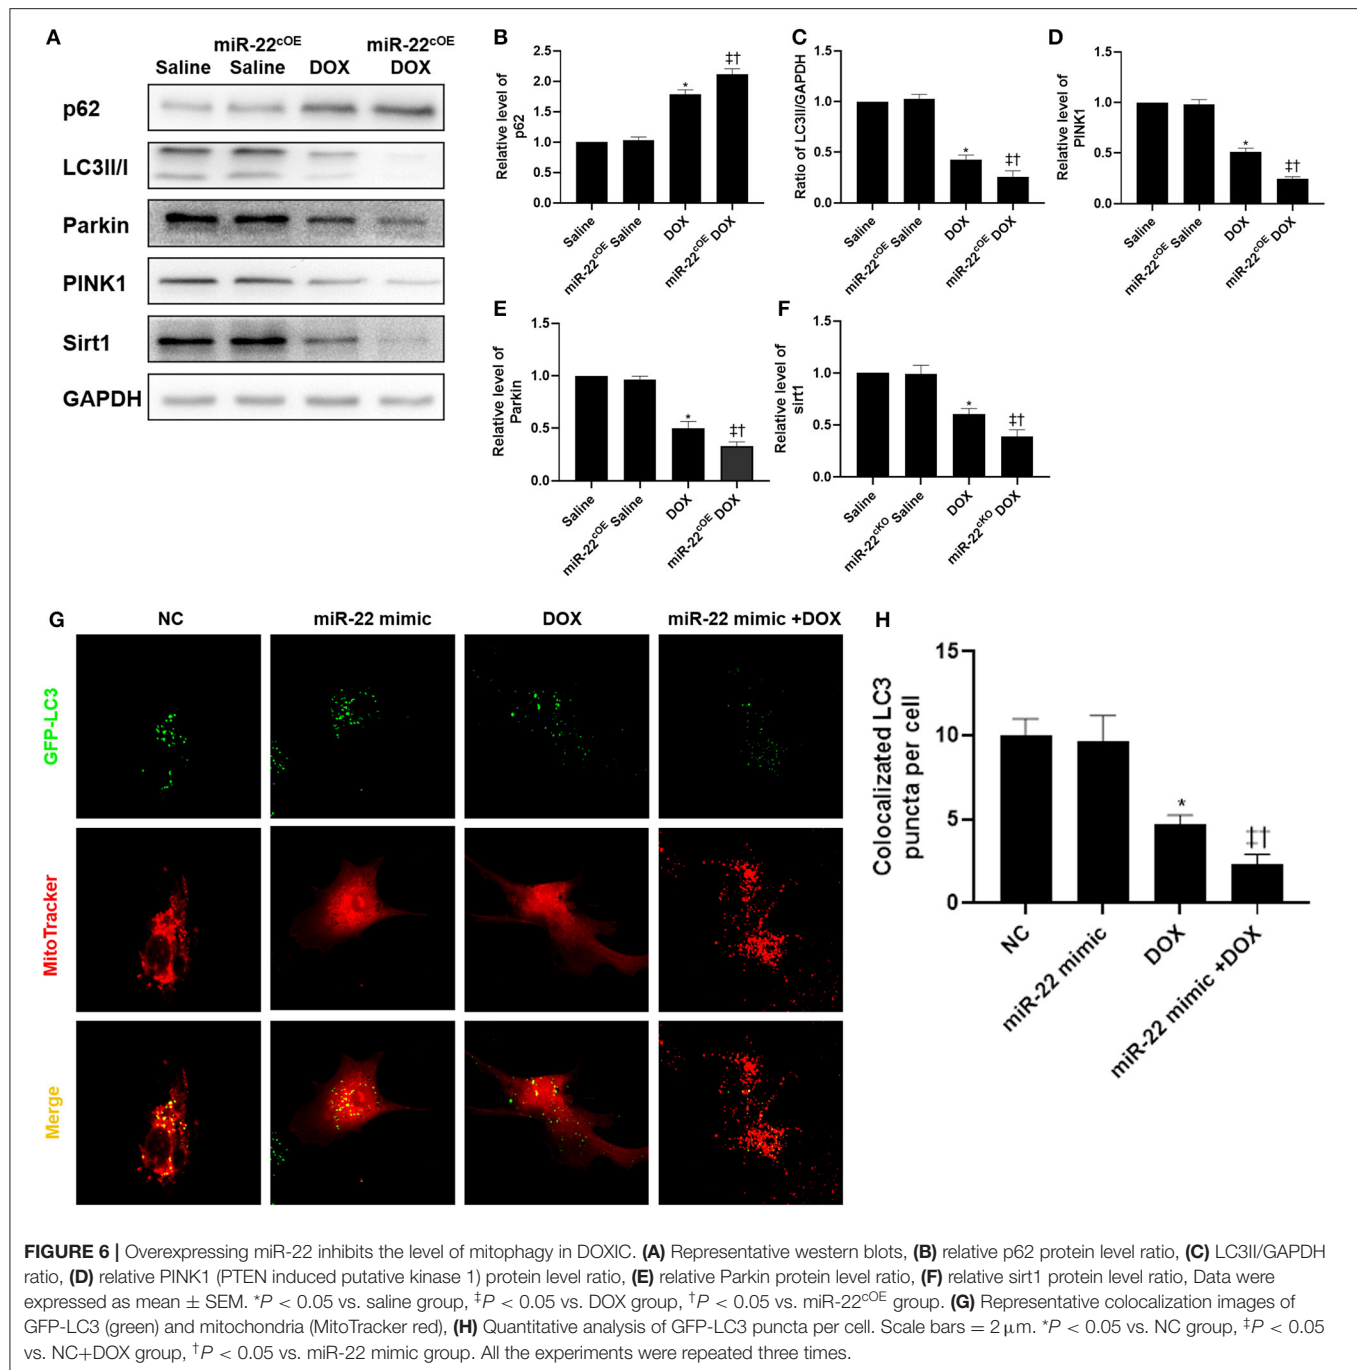 A
miR-22cOE miR-22cOE
Saline Saline DOX DOX
p62
LC3II/I
Parkin
PINK1
Sirt1
GAPDH
B
Relative level of
p62
2.5
2.0
1.5
1.0
0.5
0.0
*
‡†
Saline
miR-22cOE Saline
DOX
miR-22cOE DOX
C
Ratio of LC3II/GAPDH
1.5
1.0
0.5
0.0
*
‡†
Saline
miR-22cOE Saline
DOX
miR-22cOE DOX
D
Relative level of
PINK1
1.5
1.0
0.5
0.0
*
‡†
Saline
miR-22cOE Saline
DOX
miR-22cOE DOX
E
Relative level of
Parkin
1.5
1.0
0.5
0.0
*
‡†
Saline
miR-22cOE Saline
DOX
miR-22cOE DOX
F
Relative level of
sirt1
1.5
1.0
0.5
0.0
*
‡†
Saline
miR-22cKO Saline
DOX
miR-22cKO DOX
G
NC miR-22 mimic DOX miR-22 mimic +DOX
GFP-LC3
MitoTracker
Merge
H
Colocalizated LC3
puncta per cell
15
10
5
0
*
‡†
NC
miR-22 mimic
DOX
miR-22 mimic +DOX
FIGURE 6 | Overexpressing miR-22 inhibits the level of mitophagy in DOXIC. (A) Representative western blots, (B) relative p62 protein level ratio, (C) LC3II/GAPDH
ratio, (D) relative PINK1 (PTEN induced putative kinase 1) protein level ratio, (E) relative Parkin protein level ratio, (F) relative sirt1 protein level ratio, Data were
expressed as mean ± SEM. *P < 0.05 vs. saline group, ‡P < 0.05 vs. DOX group, †P < 0.05 vs. miR-22cOE group. (G) Representative colocalization images of
GFP-LC3 (green) and mitochondria (MitoTracker red), (H) Quantitative analysis of GFP-LC3 puncta per cell. Scale bars = 2 μm. *P < 0.05 vs. NC group, ‡P < 0.05
vs. NC+DOX group, †P < 0.05 vs. miR-22 mimic group. All the experiments were repeated three times.